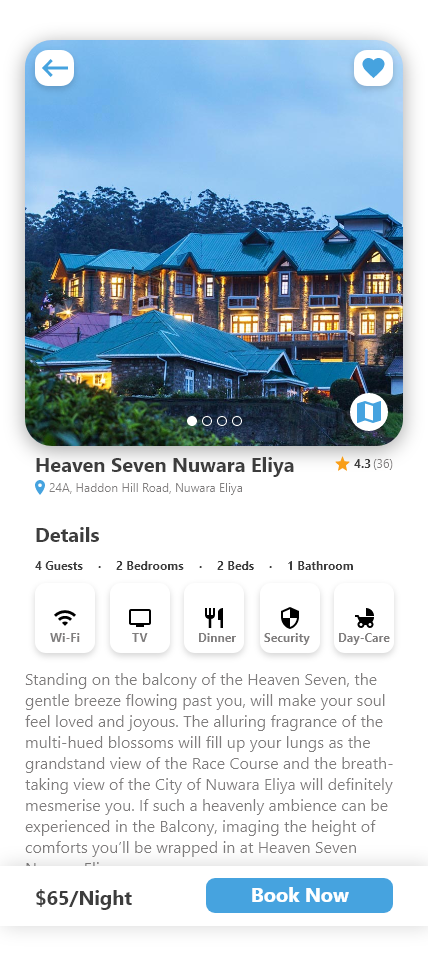 Heaven Seven Nuwara Eliya
4.3 (36)
24A, Haddon Hill Road, Nuwara Eliya
Details
4 Guests · 2 Bedrooms · 2 Beds · 1 Bathroom
Wi-Fi TV Dinner Security Day-Care
Standing on the balcony of the Heaven Seven, the
gentle breeze flowing past you, will make your soul
feel loved and joyous. The alluring fragrance of the
multi-hued blossoms will fill up your lungs as the
grandstand view of the Race Course and the breath-
taking view of the City of Nuwara Eliya will definitely
mesmerise you. If such a heavenly ambience can be
experienced in the Balcony, imaging the height of
comforts you’ll be wrapped in at Heaven Seven
$65/Night
Book Now